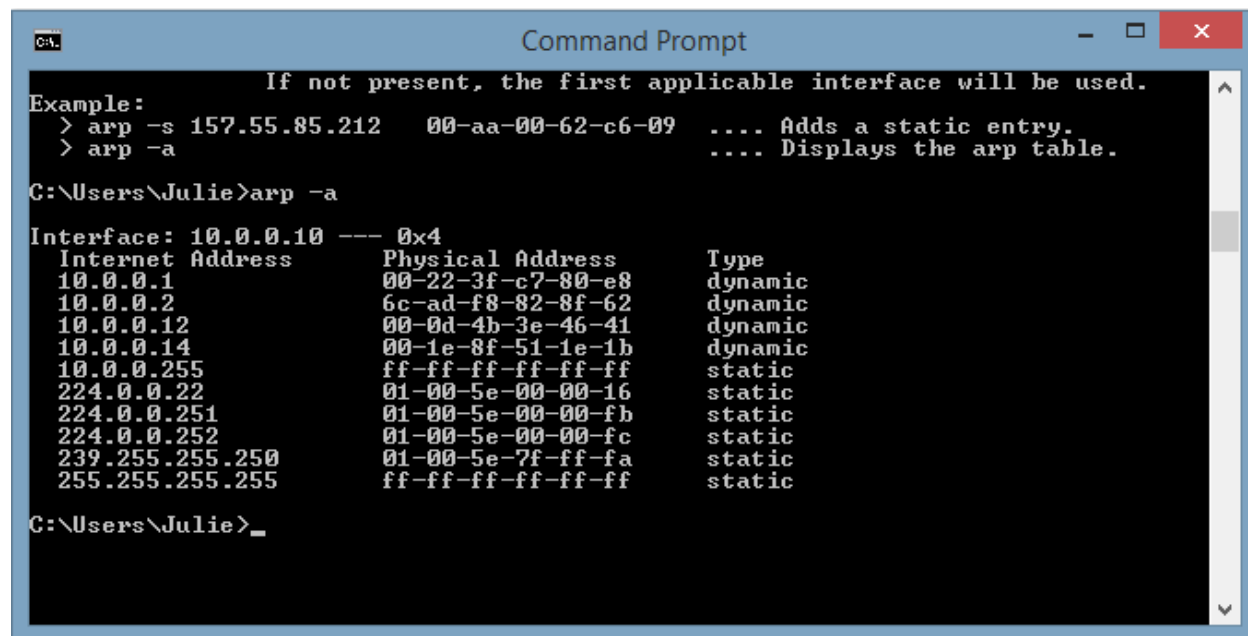 Command Prompt
If not present, the first applicable interface will be used.
Example:
> arp -s 157.55.85.212 00-aa-00-62-c6-09 .... Adds a static entry.
> arp -a .... Displays the arp table.
C:\Users\Julie>arp -a
Interface: 10.0.0.10 --- 0x4
Internet Address Physical Address Type
10.0.0.1 00-22-3f-c7-80-e8 dynamic
10.0.0.2 6c-ad-f8-82-8f-62 dynamic
10.0.0.12 00-0d-4b-3e-46-41 dynamic
10.0.0.14 00-1e-8f-51-1e-1b dynamic
10.0.0.255 ff-ff-ff-ff-ff-ff static
224.0.0.22 01-00-5e-00-00-16 static
224.0.0.251 01-00-5e-00-00-fb static
224.0.0.252 01-00-5e-00-00-fc static
239.255.255.250 01-00-5e-7f-ff-fa static
255.255.255.255 ff-ff-ff-ff-ff-ff static
C:\Users\Julie>_